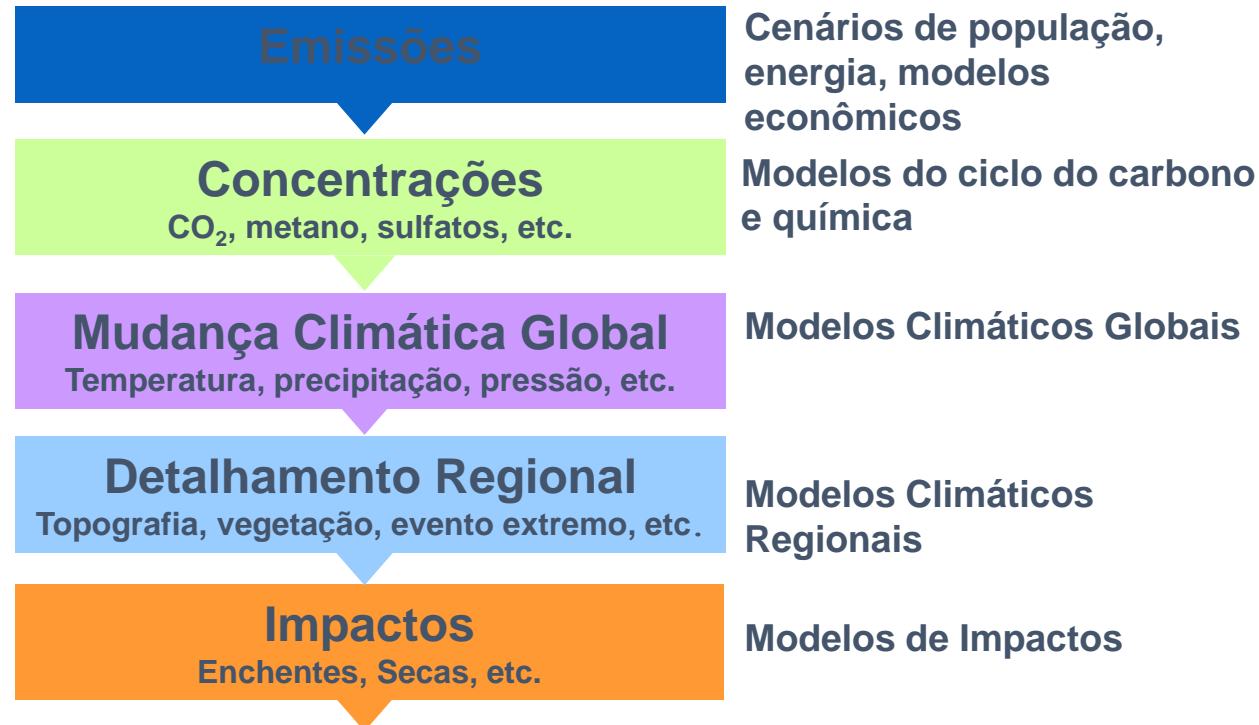 Emissões
Cenários de população,
energia, modelos
econômicos
Concentrações
CO₂, metano, sulfatos, etc.
Modelos do ciclo do carbono
e química
Mudança Climática Global
Temperatura, precipitação, pressão, etc.
Modelos Climáticos Globais
Detalhamento Regional
Topografia, vegetação, evento extremo, etc.
Modelos Climáticos
Regionais
Impactos
Enchentes, Secas, etc.
Modelos de Impactos